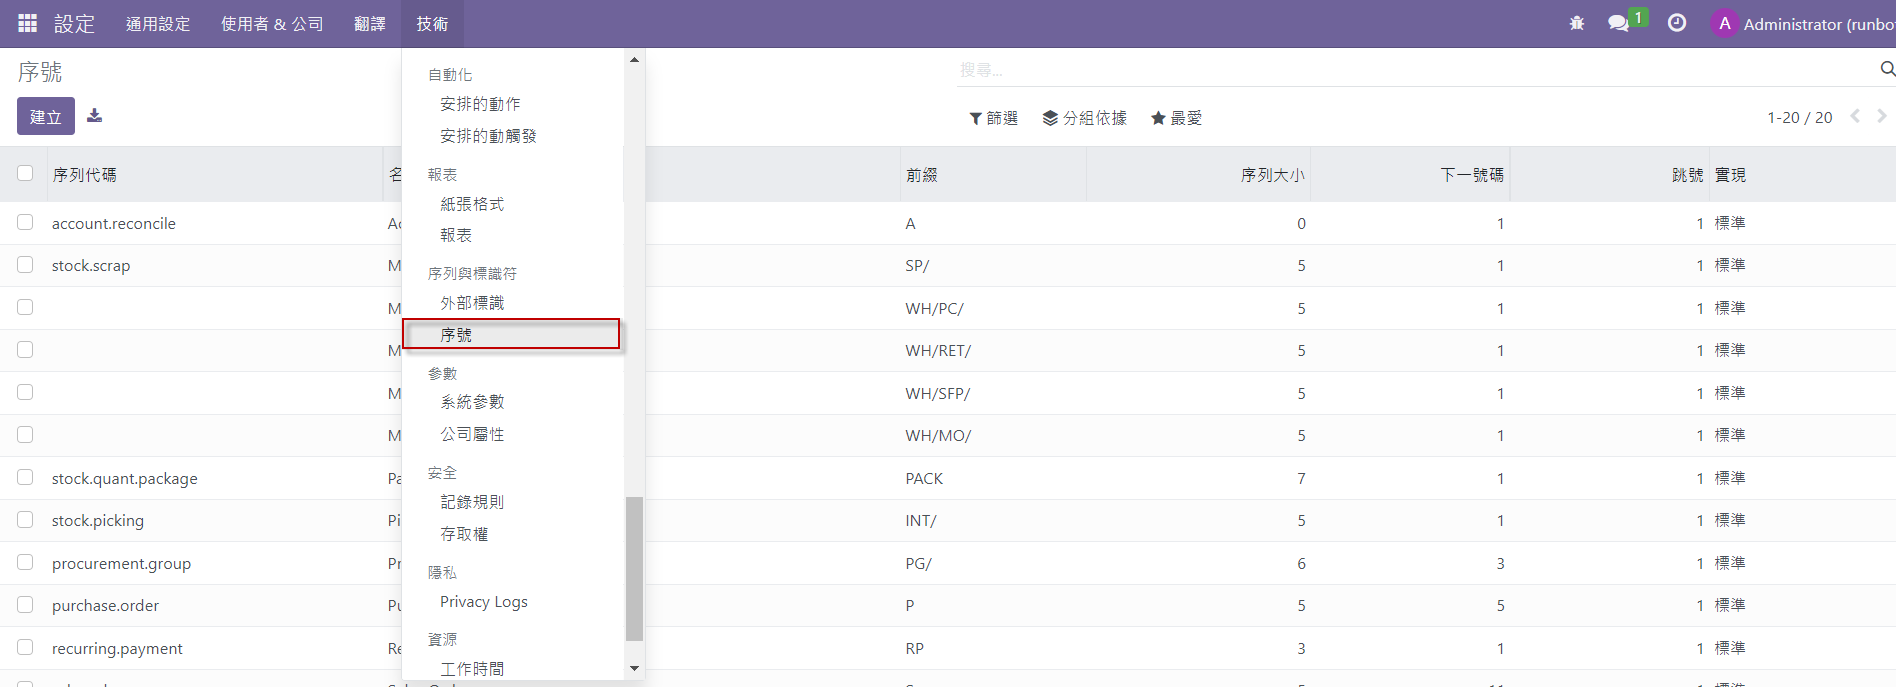 設定 通用設定 使用者 & 公司 翻譯 技術 1 A Administrator (runbo
序號 搜尋...
建立 篩選 分組依據 最愛 1-20 / 20
自動化
安排的動作
安排的動觸發
報表
紙張格式
報表
序列與標識符
外部標識
序號
參數
系統參數
公司屬性
安全
記錄規則
存取權
隱私
Privacy Logs
資源
工作時間
序列代碼 名 前綴 序列大小 下一號碼 跳號 實現
account.reconcile Ac A 0 1 1 標準
stock.scrap M SP/ 5 1 1 標準
M WH/PC/ 5 1 1 標準
M WH/RET/ 5 1 1 標準
M WH/SFP/ 5 1 1 標準
M WH/MO/ 5 1 1 標準
stock.quant.package Pa PACK 7 1 1 標準
stock.picking Pi INT/ 5 1 1 標準
procurement.group Pr PG/ 6 3 1 標準
purchase.order Pu P 5 5 1 標準
recurring.payment Re RP 3 1 1 標準